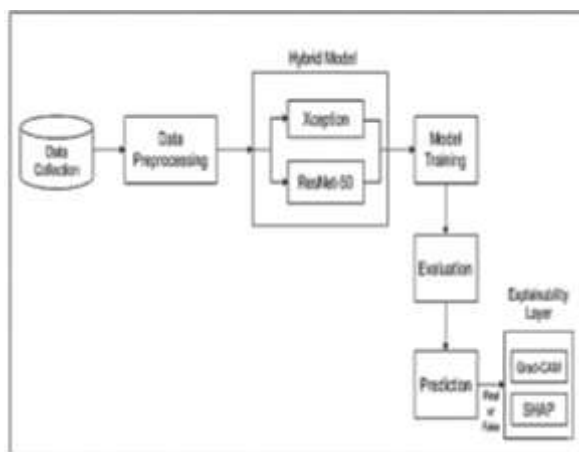 Hybrid Model
Data
Collection
Data
Preprocessing
Xception
ResNet-50
Model
Training
Evaluation
Prediction
Real
or
Fake
Explainability
Layer
Grad-CAM
SHAP